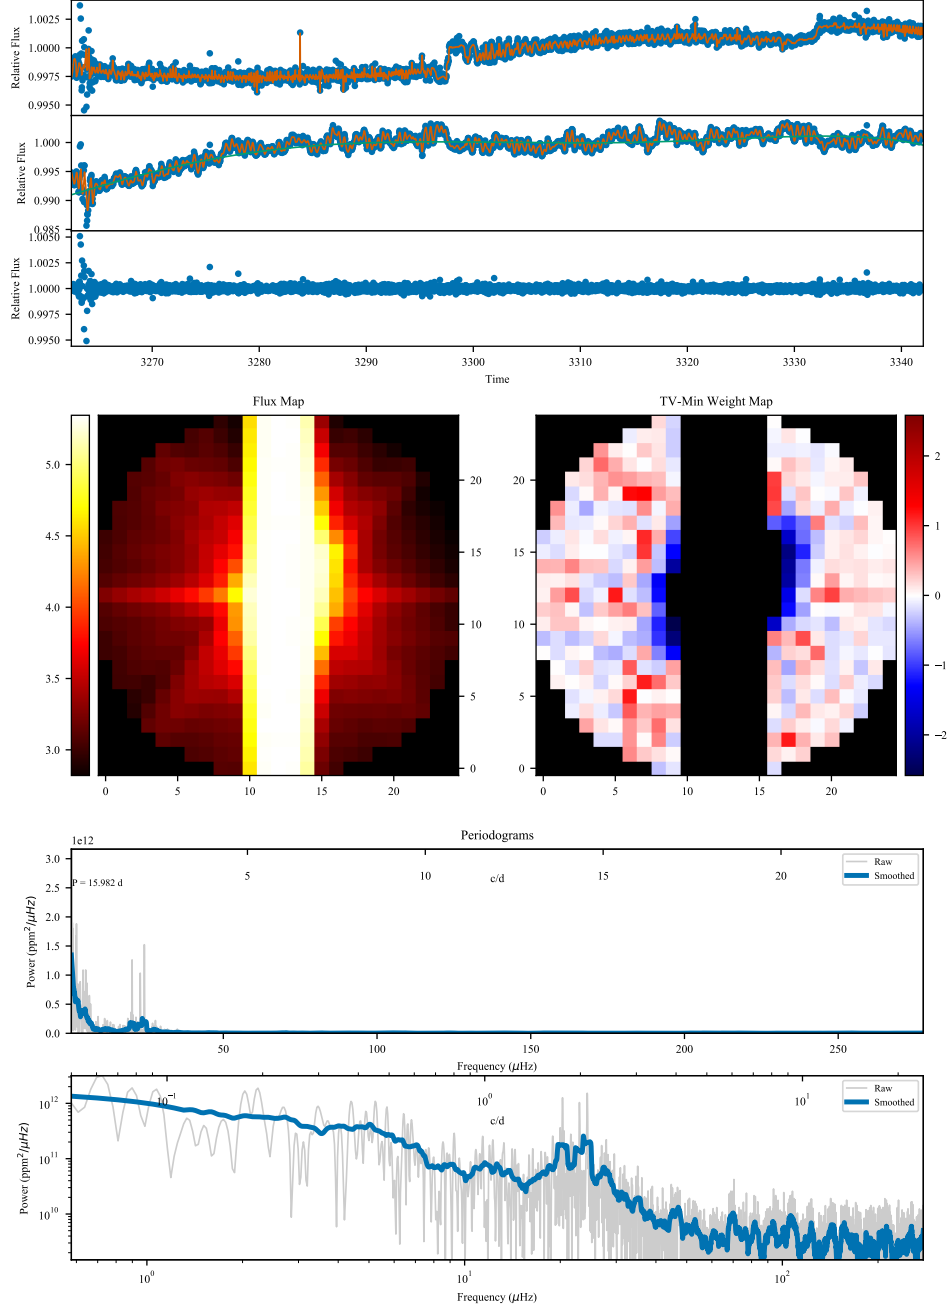 1.0025
1.0000
0.9975
0.9950
Relative Flux
1.000
0.995
0.990
0.985
Relative Flux
1.0050
1.0025
1.0000
0.9975
0.9950
Relative Flux
3270 3280 3290 3300 3310 3320 3330 3340
Time
Flux Map
5.0
4.5
4.0
3.5
3.0
20
15
10
5
0
0 5 10 15 20
TV-Min Weight Map
20
15
10
5
0
0 5 10 15 20
2
1
0
−1
−2
Periodograms
1e12
3.0
2.5
2.0
1.5
1.0
0.5
0.0
Power (ppm²/μHz)
P = 15.982 d
5 10 15 20
c/d
Raw
Smoothed
50 100 150 200 250
Frequency (μHz)
10¹²
10¹¹
10¹⁰
Power (ppm²/μHz)
10⁻¹ 10⁰ 10¹
c/d
Raw
Smoothed
10⁰ 10¹ 10²
Frequency (μHz)